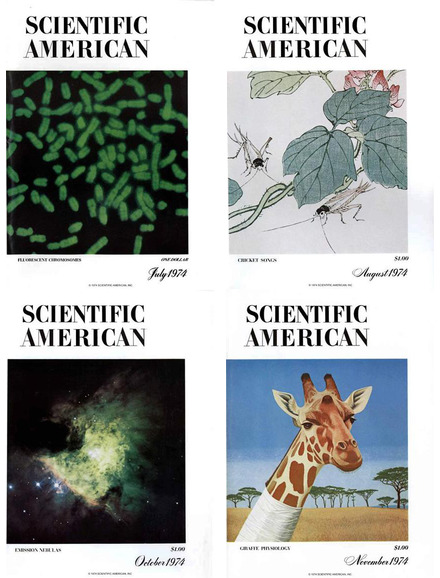 SCIENTIFIC
AMERICAN
FLUORESCENT CHROMOSOMES
ONE DOLLAR
July 1974
© 1974 SCIENTIFIC AMERICAN, INC.
SCIENTIFIC
AMERICAN
CRICKET SONGS
$1.00
August 1974
© 1974 SCIENTIFIC AMERICAN, INC.
SCIENTIFIC
AMERICAN
EMISSION NEBULAS
$1.00
October 1974
© 1974 SCIENTIFIC AMERICAN, INC.
SCIENTIFIC
AMERICAN
GIRAFFE PHYSIOLOGY
$1.00
November 1974
© 1974 SCIENTIFIC AMERICAN, INC.